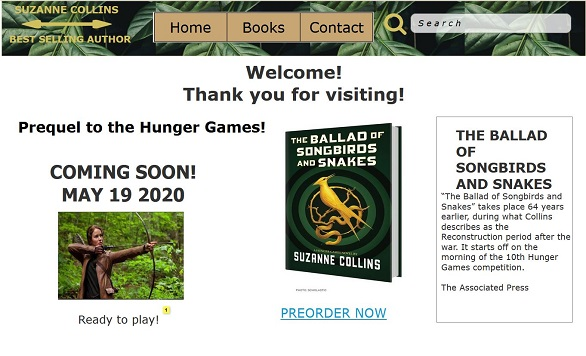 SUZANNE COLLINS
BEST SELLING AUTHOR
Home
Books
Contact
Search
Welcome!
Thank you for visiting!
Prequel to the Hunger Games!
COMING SOON!
MAY 19 2020
Ready to play!
1
THE BALLAD OF
SONGBIRDS
AND SNAKES
SUZANNE COLLINS
PREORDER NOW
THE BALLAD
OF
SONGBIRDS
AND SNAKES
“The Ballad of Songbirds and
Snakes” takes place 64 years
earlier, during what Collins
describes as the
Reconstruction period after the
war. It starts off on the
morning of the 10th Hunger
Games competition.
The Associated Press